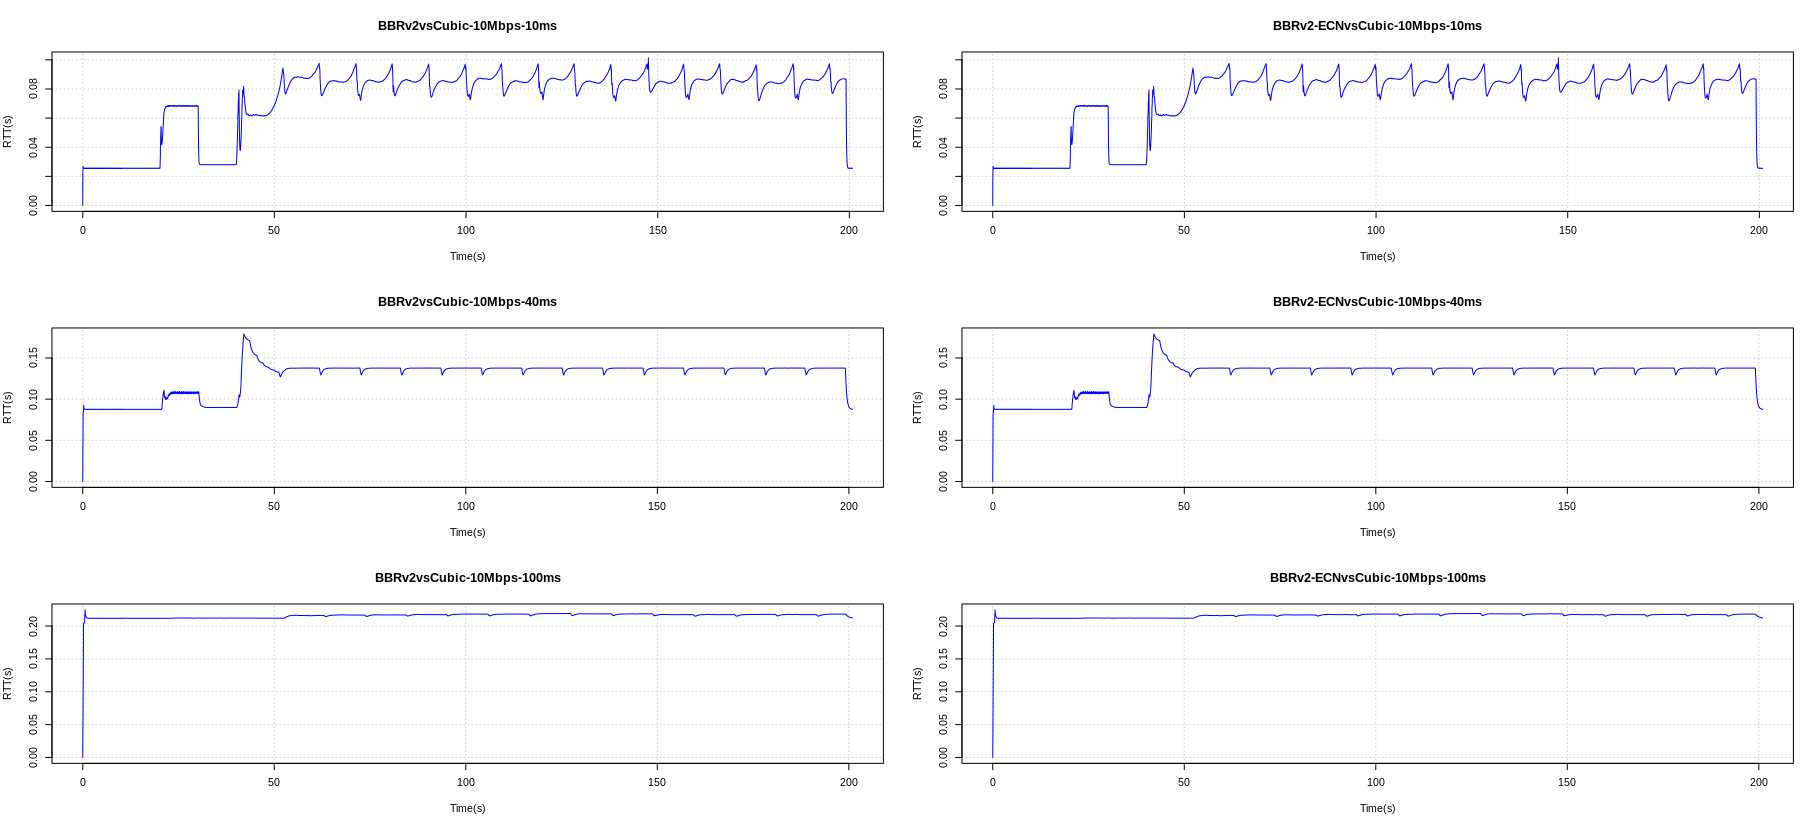 BBRv2vsCubic-10Mbps-10ms
RTT(s)
0.00 0.04 0.08
0 50 100 150 200
Time(s)
BBRv2-ECNvsCubic-10Mbps-10ms
RTT(s)
0.00 0.04 0.08
0 50 100 150 200
Time(s)
BBRv2vsCubic-10Mbps-40ms
RTT(s)
0.00 0.05 0.10 0.15
0 50 100 150 200
Time(s)
BBRv2-ECNvsCubic-10Mbps-40ms
RTT(s)
0.00 0.05 0.10 0.15
0 50 100 150 200
Time(s)
BBRv2vsCubic-10Mbps-100ms
RTT(s)
0.00 0.05 0.10 0.15 0.20
0 50 100 150 200
Time(s)
BBRv2-ECNvsCubic-10Mbps-100ms
RTT(s)
0.00 0.05 0.10 0.15 0.20
0 50 100 150 200
Time(s)